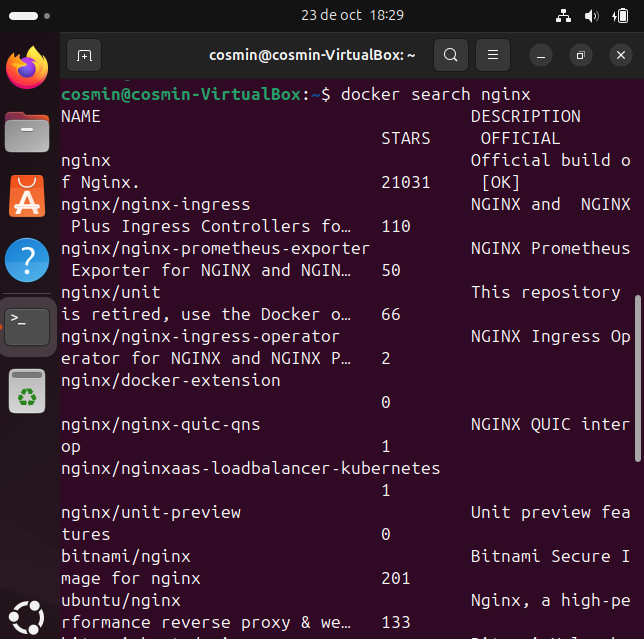 23 de oct 18:29
cosmin@cosmin-VirtualBox: ~
cosmin@cosmin-VirtualBox:~$ docker search nginx
NAME DESCRIPTION
STARS OFFICIAL
nginx Official build o
f Nginx. 21031 [OK]
nginx/nginx-ingress NGINX and  NGINX
Plus Ingress Controllers fo… 110
nginx/nginx-prometheus-exporter NGINX Prometheus
Exporter for NGINX and NGIN… 50
nginx/unit This repository
is retired, use the Docker o… 66
nginx/nginx-ingress-operator NGINX Ingress Op
erator for NGINX and NGINX P… 2
nginx/docker-extension
0
nginx/nginx-quic-qns NGINX QUIC inter
op 1
nginx/nginxaas-loadbalancer-kubernetes
1
nginx/unit-preview Unit preview fea
tures 0
bitnami/nginx Bitnami Secure I
mage for nginx 201
ubuntu/nginx Nginx, a high-pe
rformance reverse proxy & we… 133